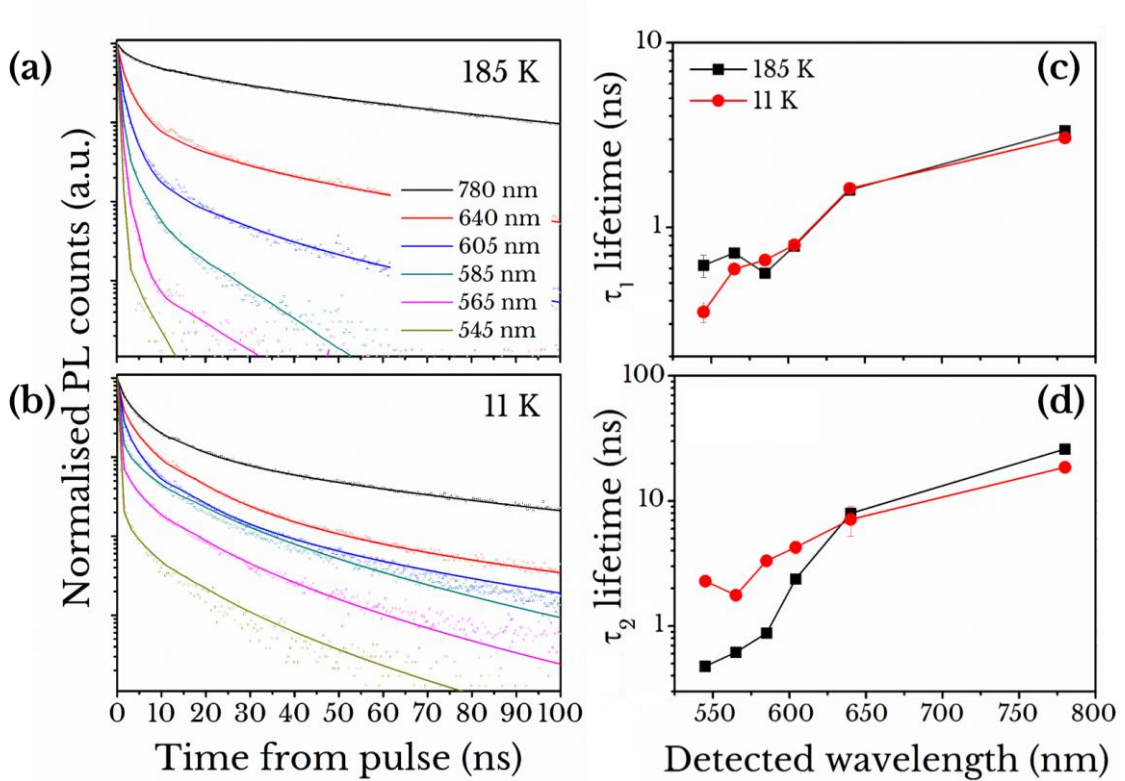 (a)
185 K
780 nm
640 nm
605 nm
585 nm
565 nm
545 nm
(b)
11 K
Normalised PL counts (a.u.)
0 10 20 30 40 50 60 70 80 90 100
Time from pulse (ns)
(c)
185 K
11 K
10
1
τ1 lifetime (ns)
(d)
100
10
1
τ2 lifetime (ns)
550 600 650 700 750 800
Detected wavelength (nm)